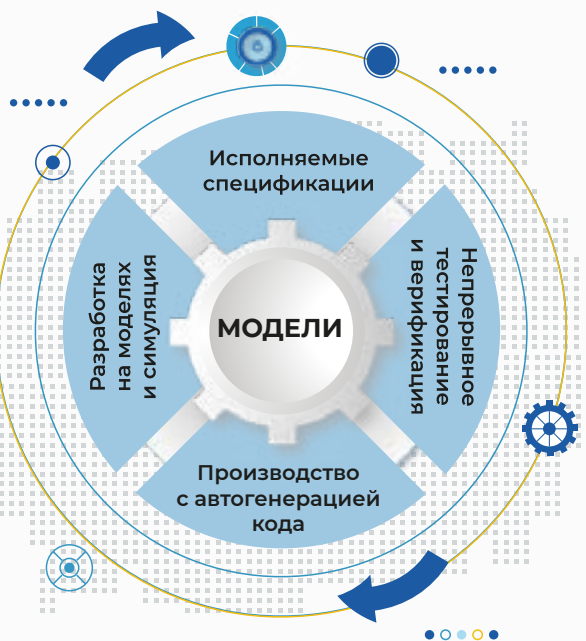 Исполняемые
спецификации
Разработка
на моделях
и симуляция
МОДЕЛИ
Непрерывное
тестирование
и верификация
Производство
с автогенерацией
кода